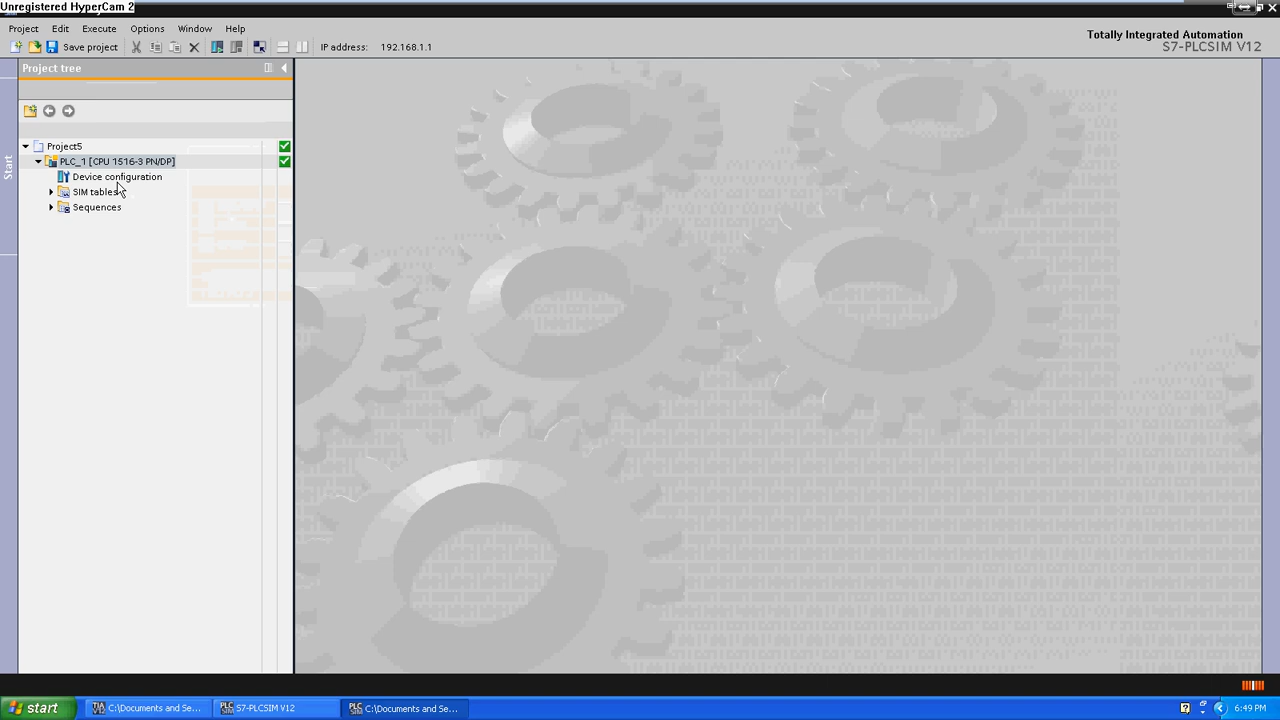 Unregistered HyperCam 2
Project Edit Execute Options Window Help
Totally Integrated Automation
S7-PLCSIM V12
Save project
IP address: 192.168.1.1
Project tree
Start
Project5
PLC_1 [CPU 1516-3 PN/DP]
Device configuration
SIM tables
Sequences
start
C:\Documents and Se...
S7-PLCSIM V12
C:\Documents and Se...
6:49 PM